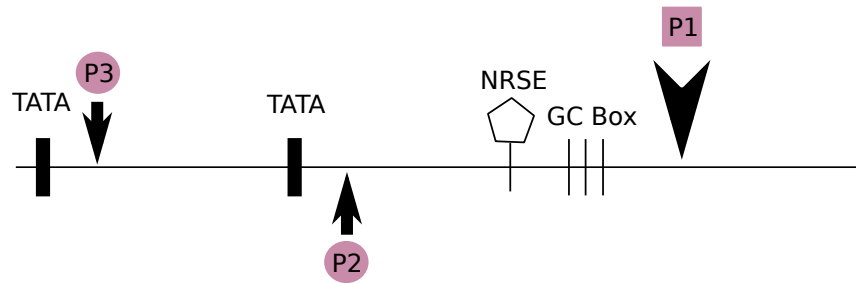 P1
P3
NRSE
TATA
TATA
GC Box
P2